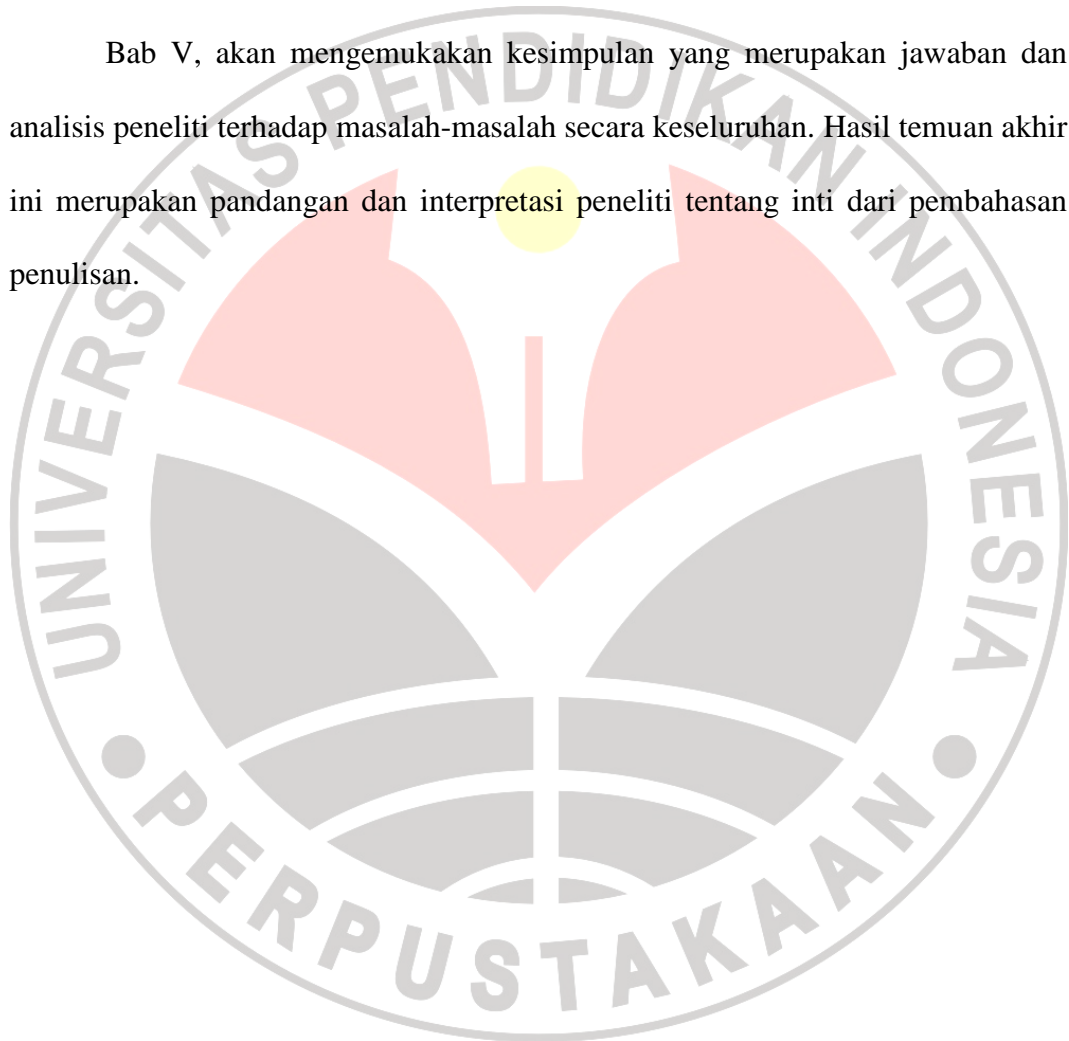 Bab V, akan mengemukakan kesimpulan yang merupakan jawaban dan
analisis peneliti terhadap masalah-masalah secara keseluruhan. Hasil temuan akhir
ini merupakan pandangan dan interpretasi peneliti tentang inti dari pembahasan
penulisan.
UNIVERSITAS PENDIDIKAN INDONESIA
PERPUSTAKAAN